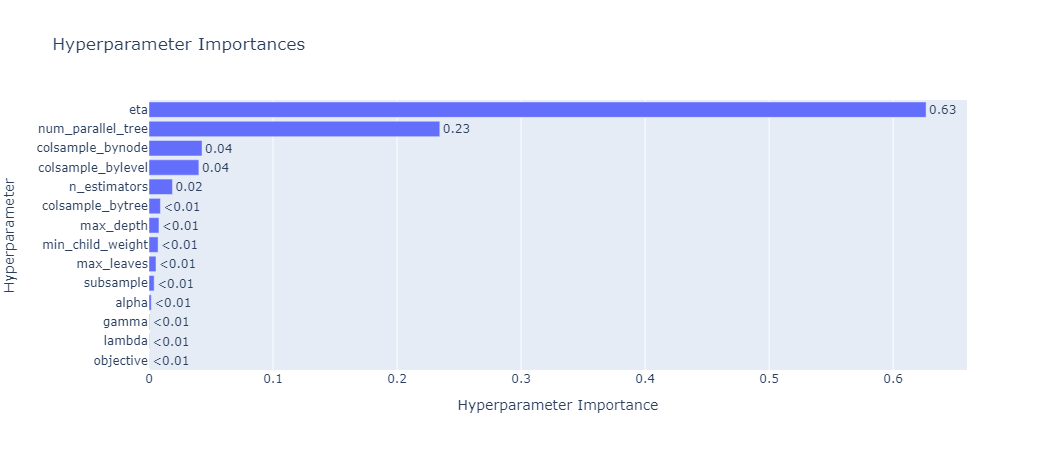 Hyperparameter Importances
Hyperparameter
eta 0.63
num_parallel_tree 0.23
colsample_bynode 0.04
colsample_bylevel 0.04
n_estimators 0.02
colsample_bytree <0.01
max_depth <0.01
min_child_weight <0.01
max_leaves <0.01
subsample <0.01
alpha <0.01
gamma <0.01
lambda <0.01
objective <0.01
0 0.1 0.2 0.3 0.4 0.5 0.6
Hyperparameter Importance